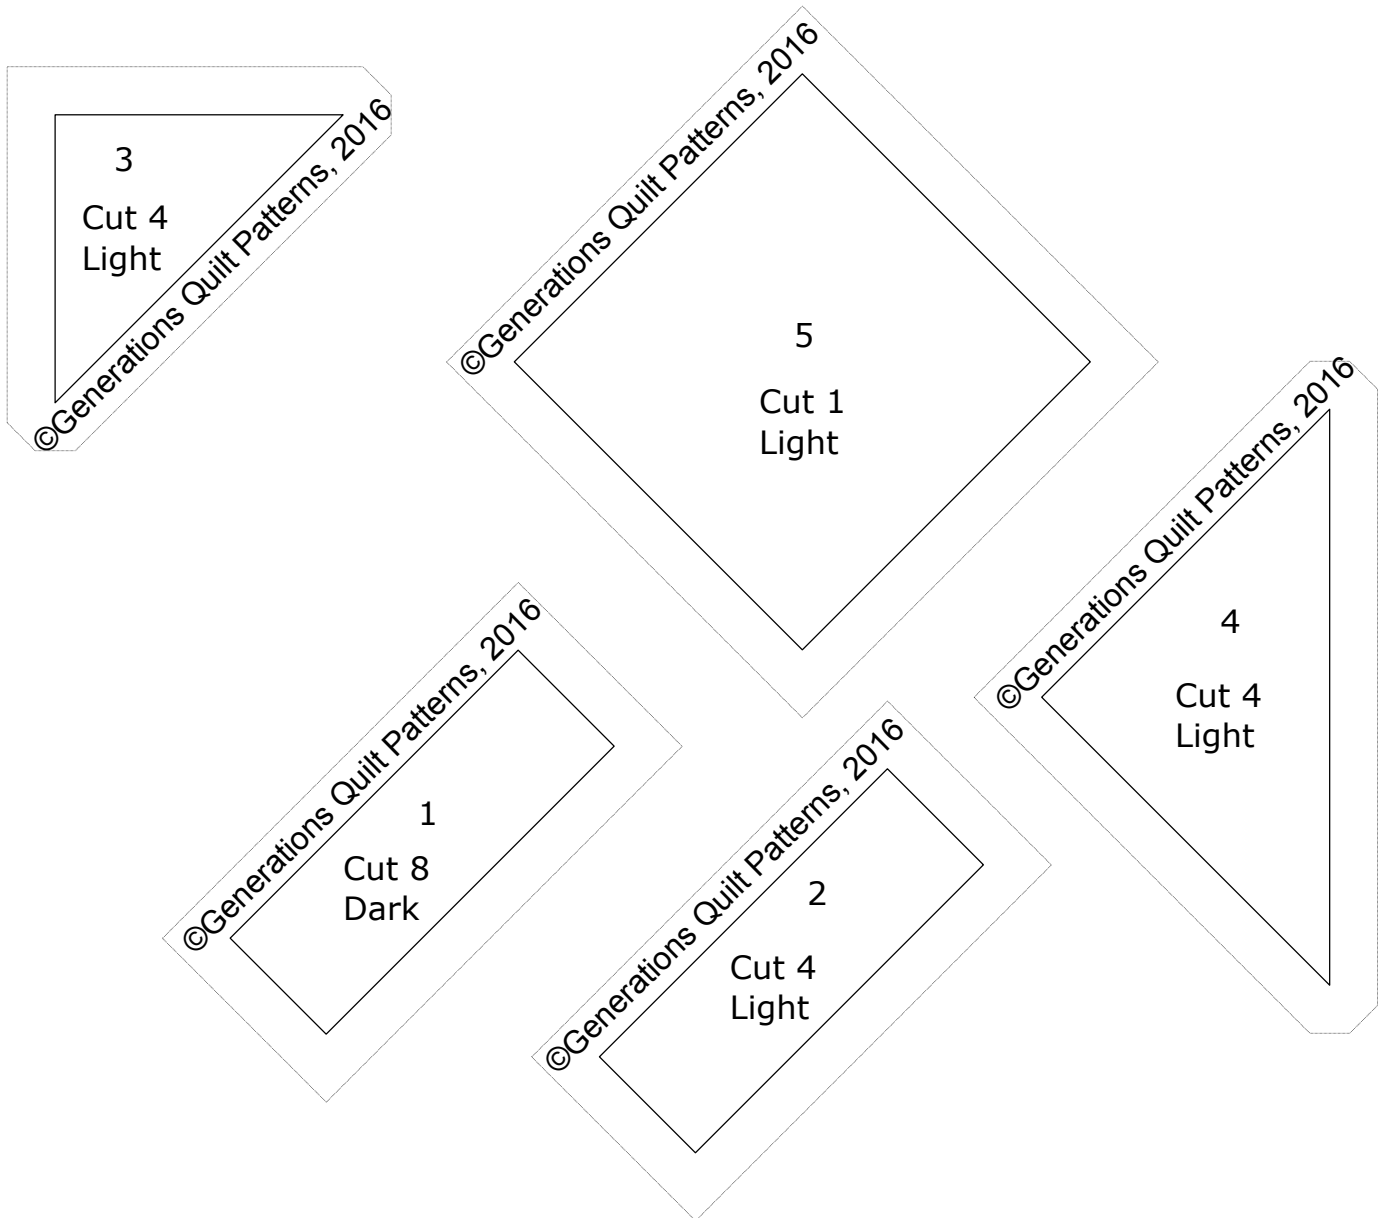 ©Generations Quilt Patterns, 2016
3
Cut 4
Light
©Generations Quilt Patterns, 2016
5
Cut 1
Light
©Generations Quilt Patterns, 2016
4
Cut 4
Light
©Generations Quilt Patterns, 2016
1
Cut 8
Dark
©Generations Quilt Patterns, 2016
2
Cut 4
Light